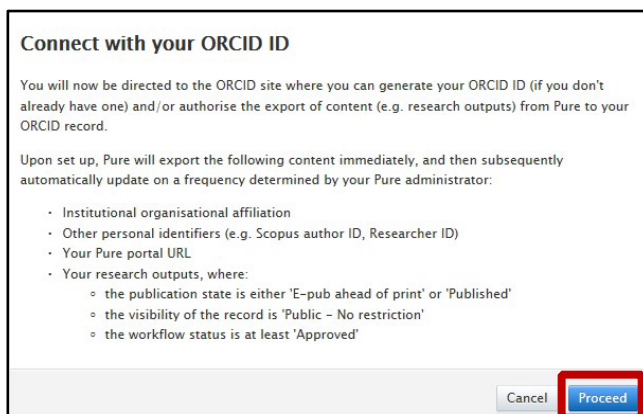 Connect with your ORCID ID
You will now be directed to the ORCID site where you can generate your ORCID ID (if you don't
already have one) and/or authorise the export of content (e.g. research outputs) from Pure to your
ORCID record.
Upon set up, Pure will export the following content immediately, and then subsequently
automatically update on a frequency determined by your Pure administrator:
· Institutional organisational affiliation
· Other personal identifiers (e.g. Scopus author ID, Researcher ID)
· Your Pure portal URL
· Your research outputs, where:
◦ the publication state is either 'E-pub ahead of print' or 'Published'
◦ the visibility of the record is 'Public - No restriction'
◦ the workflow status is at least 'Approved'
Cancel Proceed